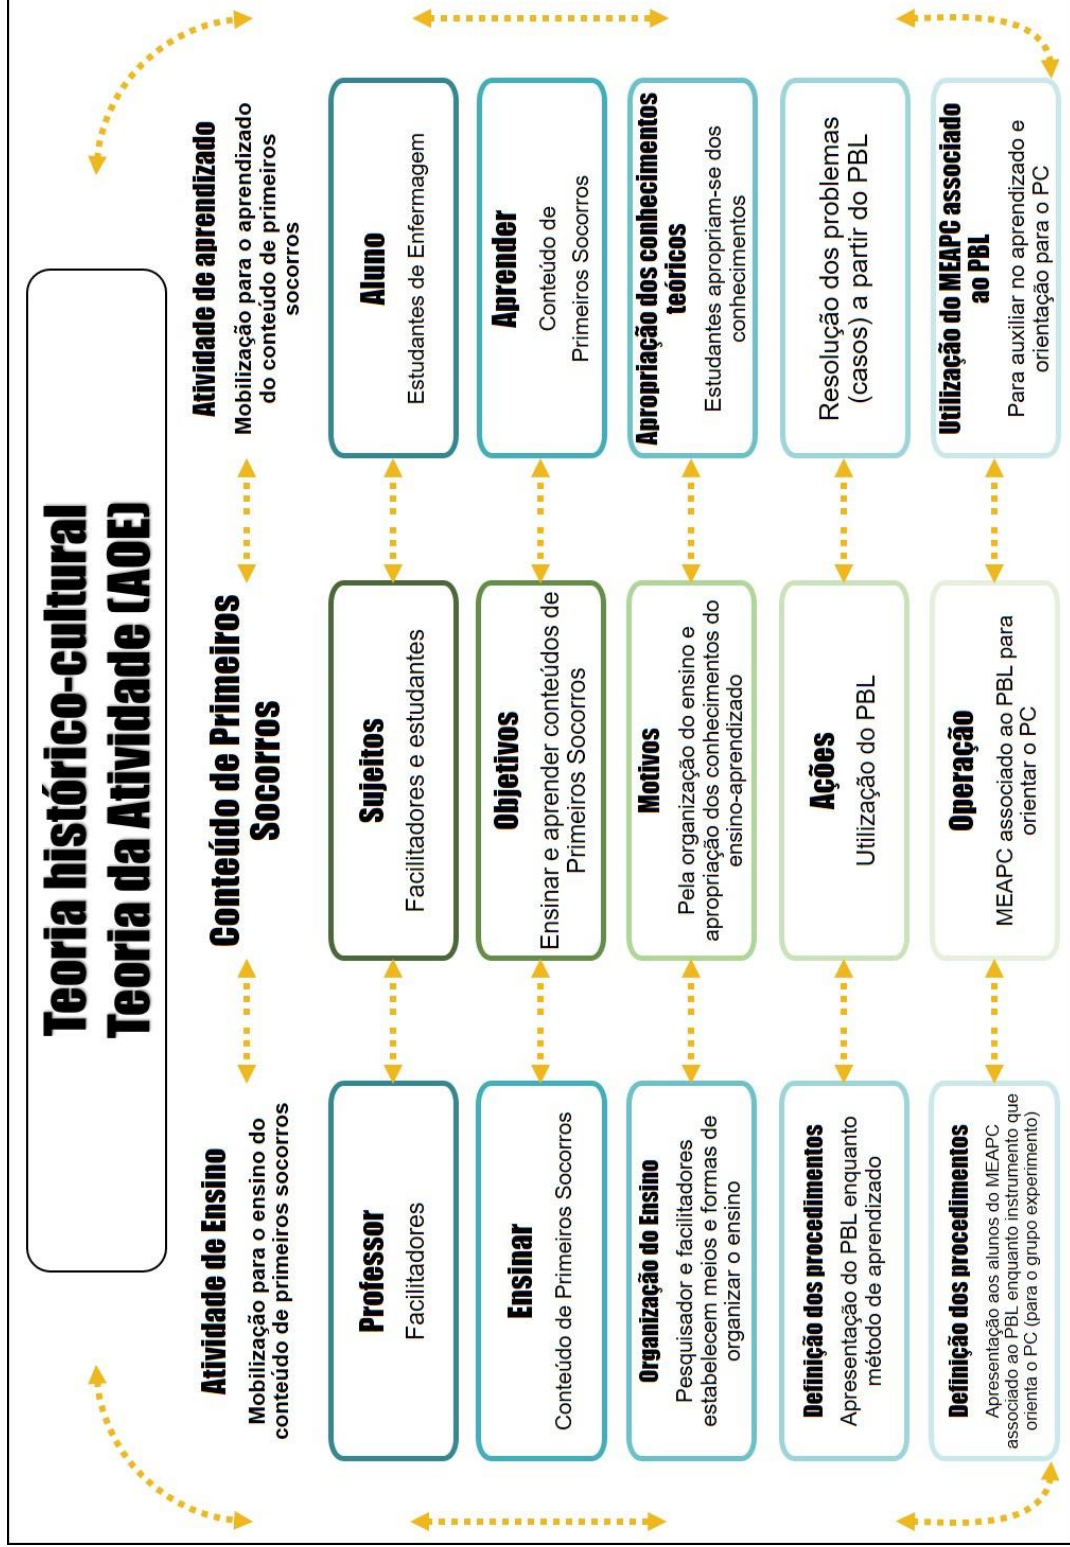 Teoria histórico-cultural
Teoria da Atividade (AOE)
Atividade de Ensino
Mobilização para o ensino do
conteúdo de primeiros socorros
Conteúdo de Primeiros
Socorros
Atividade de aprendizado
Mobilização para o aprendizado
do conteúdo de primeiros
socorros
Professor
Facilitadores
Sujeitos
Facilitadores e estudantes
Aluno
Estudantes de Enfermagem
Ensinar
Conteúdo de Primeiros Socorros
Objetivos
Ensinar e aprender conteúdos de
Primeiros Socorros
Aprender
Conteúdo de
Primeiros Socorros
Organização do Ensino
Pesquisador e facilitadores
estabelecem meios e formas de
organizar o ensino
Motivos
Pela organização do ensino e
apropriação dos conhecimentos do
ensino-aprendizado
Apropriação dos conhecimentos
teóricos
Estudantes apropriam-se dos
conhecimentos
Definição dos procedimentos
Apresentação do PBL enquanto
método de aprendizado
Ações
Utilização do PBL
Resolução dos problemas
(casos) a partir do PBL
Definição dos procedimentos
Apresentação aos alunos do MEAPC
associado ao PBL enquanto instrumento que
orienta o PC (para o grupo experimento)
Operação
MEAPC associado ao PBL para
orientar o PC
Utilização do MEAPC associado
ao PBL
Para auxiliar no aprendizado e
orientação para o PC